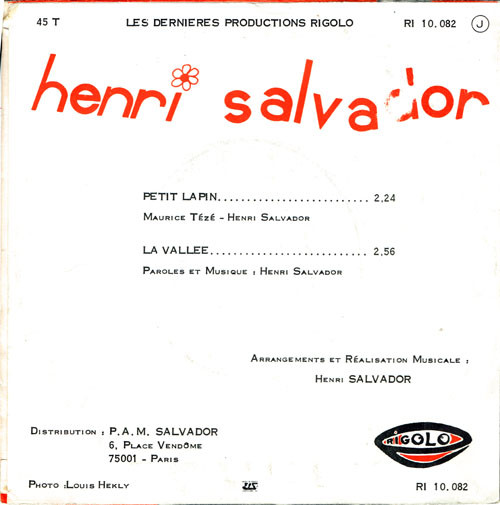 45 T LES DERNIERES PRODUCTIONS RIGOLO RI 10.082 J
henri salvador
PETIT LAPIN.......................... 2,24
MAURICE TÉZÉ - HENRI SALVADOR
LA VALLEE........................... 2,56
PAROLES ET MUSIQUE : HENRI SALVADOR
ARRANGEMENTS ET RÉALISATION MUSICALE :
HENRI SALVADOR
DISTRIBUTION : P.A.M. SALVADOR
6, PLACE VENDÔME
75001 - PARIS
RIGOLO
PHOTO :LOUIS HEKLY
RI 10.082